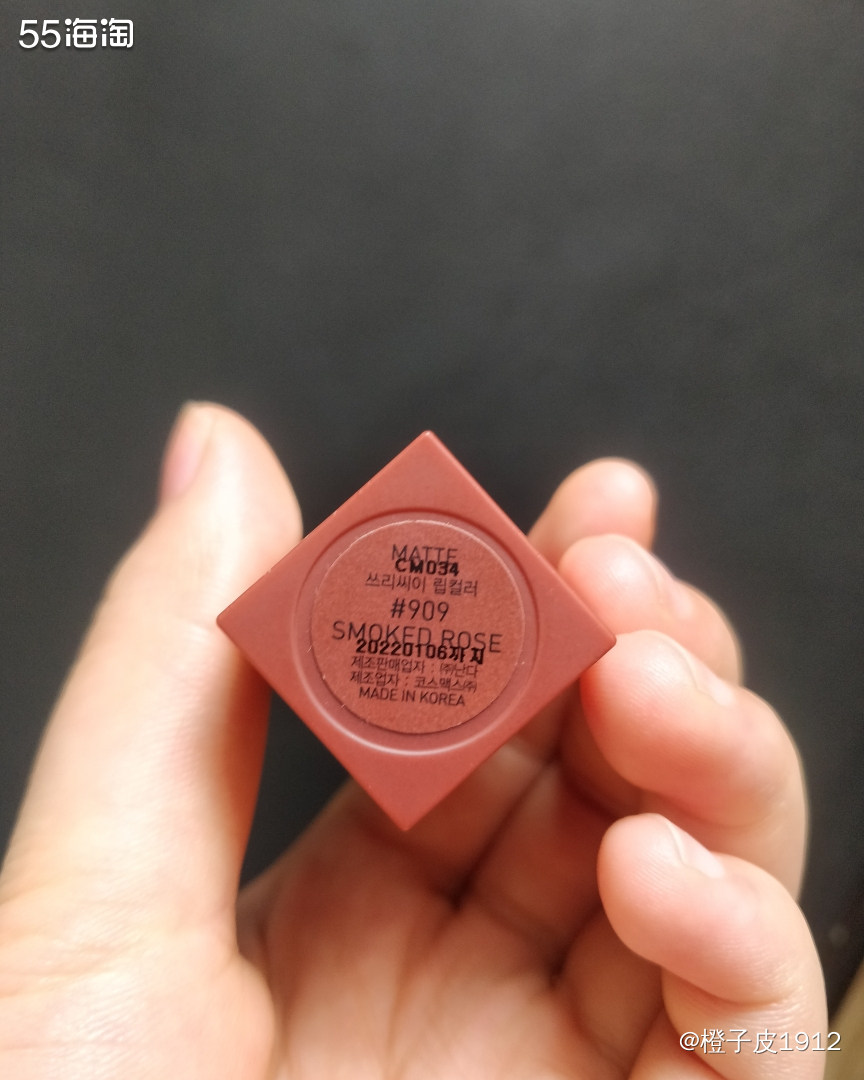 55海淘
MATTE
CM034
쓰리씨이 립컬러
#909
SMOKED ROSE
20220106까지
제조판매업자 : ㈜난다
제조업자 : 코스맥스㈜
MADE IN KOREA
@橙子皮1912